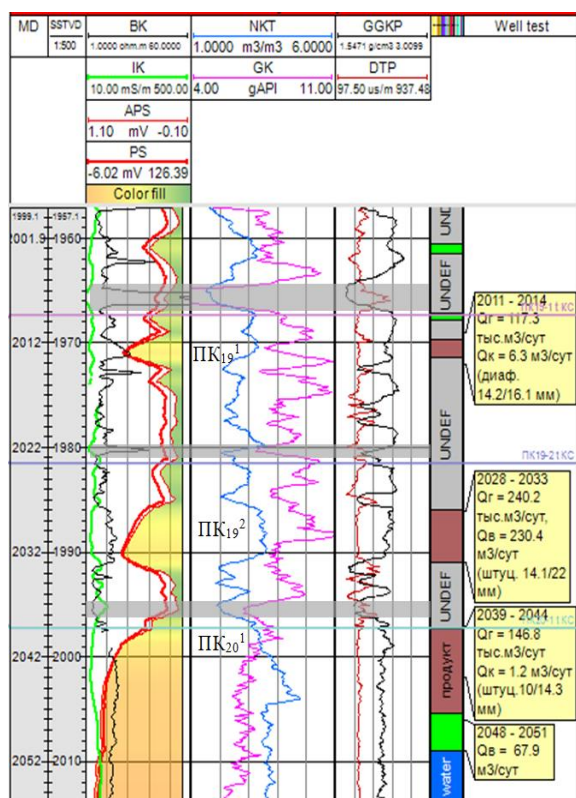 MD SSTVD BK NKT GGKP Well test
1:500 1.0000 ohm.m 60.0000 1.0000 m3/m3 6.0000 1.5471 g/cm3 3.0099
IK GK DTP
10.00 mS/m 500.00 4.00 gAPI 11.00 97.50 us/m 937.48
APS
1.10 mV -0.10
PS
-6.02 mV 126.39
Color fill
1999.1 1957.1
2001.9 1960
UNDEF
UNDEF
2012 1970
ПК19¹
2011 - 2014
Qг = 117.3
тыс.м3/сут
Qк = 6.3 м3/сут
(диаф.
14.2/16.1 мм)
2022 1980
UNDEF
ПК19-21 КС
ПК19²
2028 - 2033
Qг = 240.2
тыс.м3/сут,
Qв = 230.4
м3/сут
(штуц. 14.1/22
мм)
2032 1990
UNDEF
ПК20¹
2039 - 2044
Qг = 146.8
тыс.м3/сут
Qк = 1.2 м3/сут
(штуц.10/14.3
мм)
2042 2000
продукт
2048 - 2051
Qв = 67.9
м3/сут
2052 2010
water